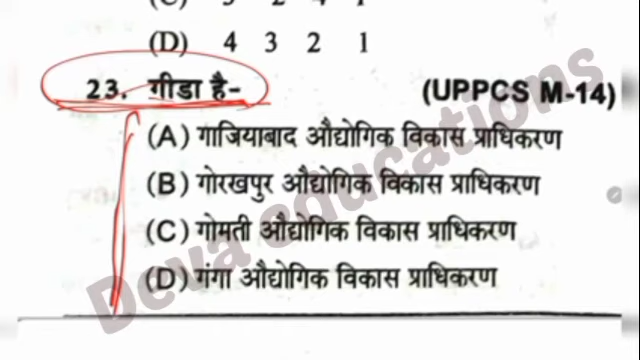 (D) 4 3 2 1
23. गीडा है- (UPPCS M-14)
(A) गाजियाबाद औद्योगिक विकास प्राधिकरण
(B) गोरखपुर औद्योगिक विकास प्राधिकरण
(C) गोमती औद्योगिक विकास प्राधिकरण
(D) गंगा औद्योगिक विकास प्राधिकरण
Deva educations